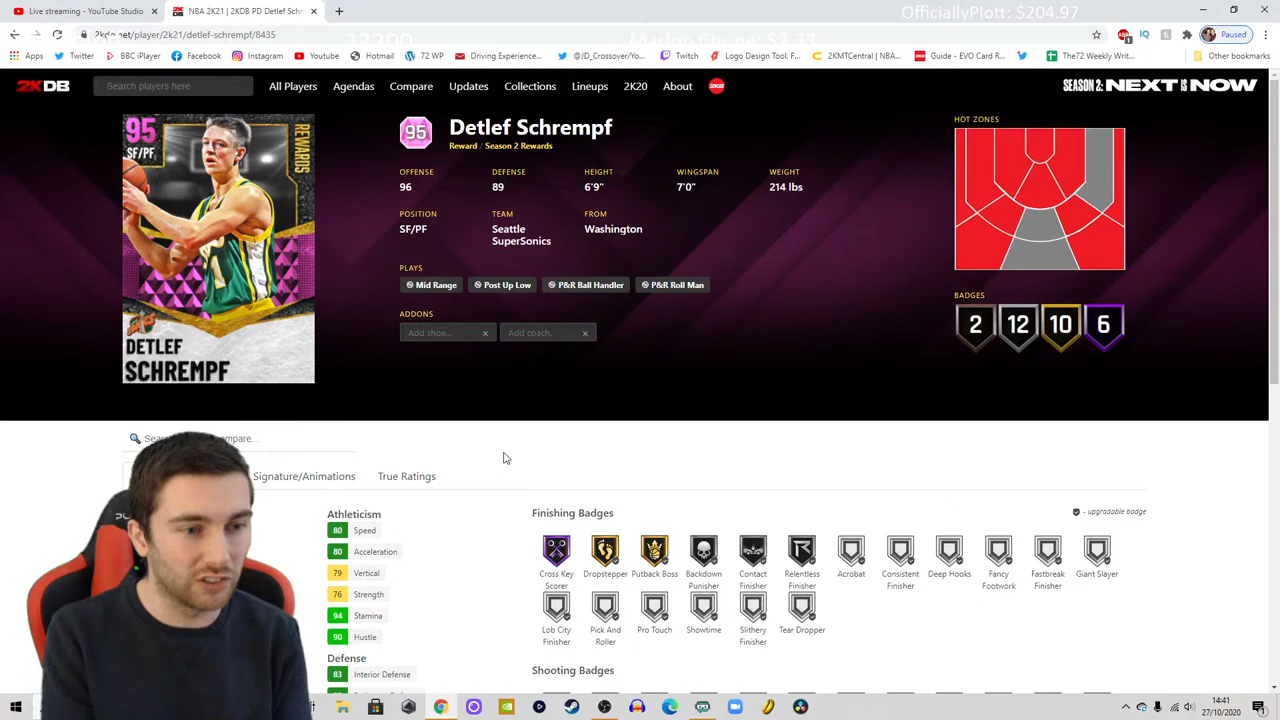 Live streaming - YouTube Studio
NBA 2K21 | 2KDB PD Detlef Schre
OfficiallyPlott: $204.97
2kdb.net/player/2k21/detlef-schrempf/8435
Paused
Apps
Twitter
BBC iPlayer
Facebook
Instagram
Youtube
Hotmail
72 WP
Driving Experience...
@JD_Crossover/Yo...
Twitch
Logo Design Tool. F...
2KMTCentral | NBA...
Guide - EVO Card R...
The72 Weekly Writ...
Other bookmarks
2KDB
Search players here
All Players
Agendas
Compare
Updates
Collections
Lineups
2K20
About
SEASON 2: NEXT IS NOW
95
SF/PF
REWARDS
DETLEF
SCHREMPF
95
Detlef Schrempf
Reward / Season 2 Rewards
OFFENSE
DEFENSE
HEIGHT
WINGSPAN
WEIGHT
96
89
6'9"
7'0"
214 lbs
POSITION
TEAM
FROM
SF/PF
Seattle
SuperSonics
Washington
PLAYS
Mid Range
Post Up Low
P&R Ball Handler
P&R Roll Man
ADDONS
Add shoe...
Add coach.
HOT ZONES
BADGES
2
12
10
6
compare...
Signature/Animations
True Ratings
Athleticism
80 Speed
80 Acceleration
79 Vertical
76 Strength
94 Stamina
90 Hustle
Defense
83 Interior Defense
Finishing Badges
- upgradable badge
Cross Key
Scorer
Dropstepper
Putback Boss
Backdown
Punisher
Contact
Finisher
Relentless
Finisher
Acrobat
Consistent
Finisher
Deep Hooks
Fancy
Footwork
Fastbreak
Finisher
Giant Slayer
Lob City
Finisher
Pick And
Roller
Pro Touch
Showtime
Slithery
Finisher
Tear Dropper
Shooting Badges
14:41
27/10/2020